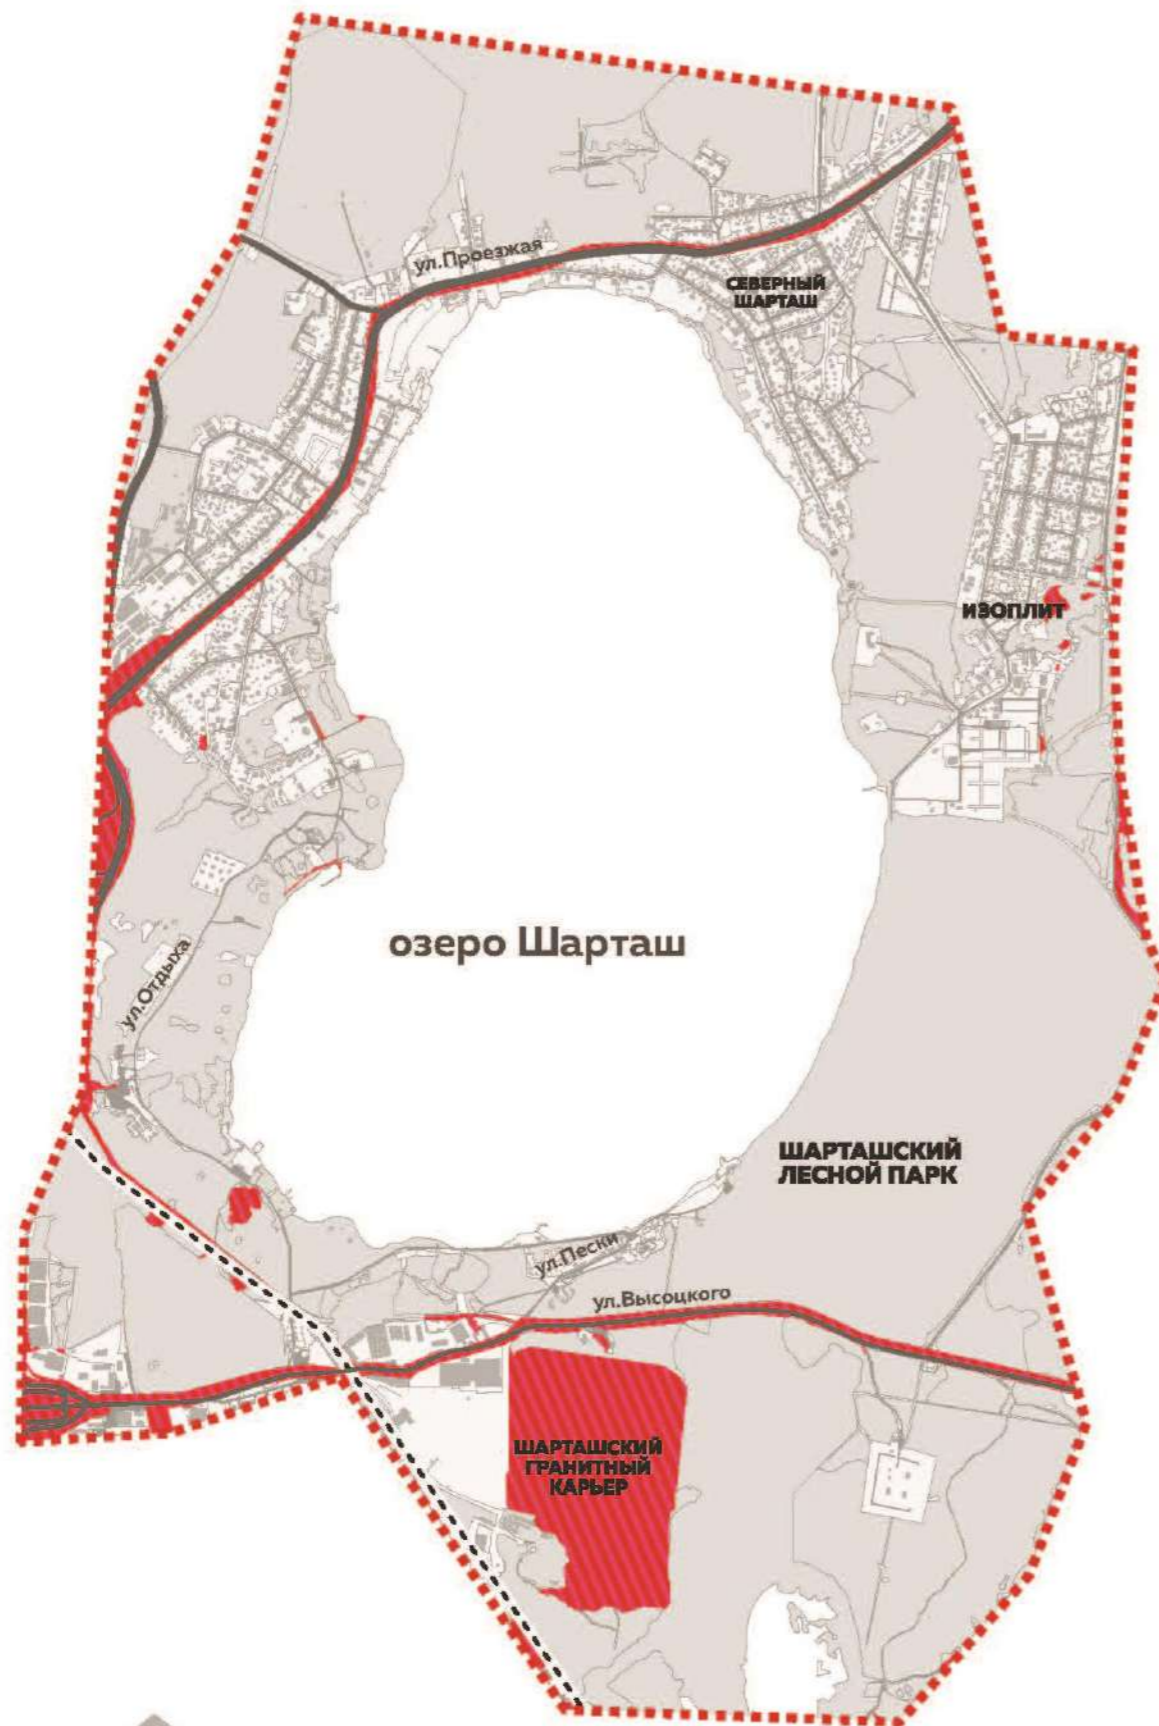 ул.Проезжая
СЕВЕРНЫЙ
ШАРТАШ
ИЗОПЛИТ
озеро Шарташ
ул.Отдыха
ШАРТАШСКИЙ
ЛЕСНОЙ ПАРК
ул.Пески
ул.Высоцкого
ШАРТАШСКИЙ
ГРАНИТНЫЙ
КАРЬЕР